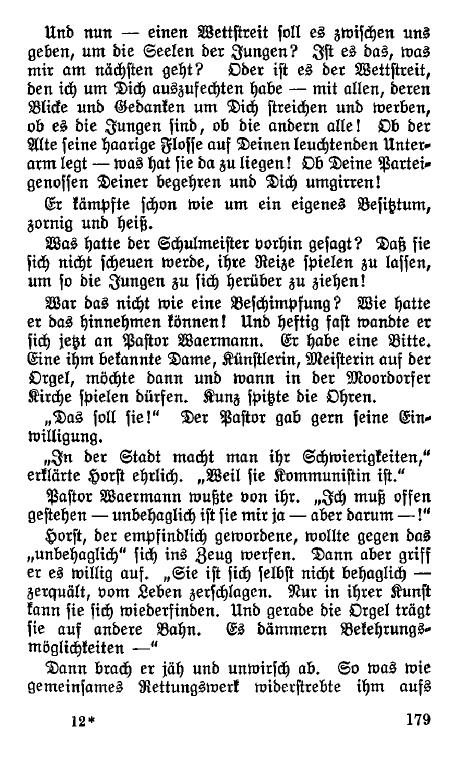 Und nun — einen Wettstreit soll es zwischen uns
geben, um die Seelen der Jungen? Ist es das, was
mir am nächsten geht? Oder ist es der Wettstreit,
den ich um Dich auszufechten habe — mit allen, deren
Blicke und Gedanken um Dich streichen und werben,
ob es die Jungen sind, ob die andern alle! Ob der
Alte seine haarige Flosse auf Deinen leuchtenden Unter-
arm legt — was hat sie da zu liegen! Ob Deine Partei-
genossen Deiner begehren und Dich umgirren!
Er kämpfte schon wie um ein eigenes Besitztum,
zornig und heiß.
Was hatte der Schulmeister vorhin gesagt? Daß sie
sich nicht scheuen werde, ihre Reize spielen zu lassen,
um so die Jungen zu sich herüber zu ziehen!
War das nicht wie eine Beschimpfung? Wie hatte
er das hinnehmen können! Und heftig fast wandte er
sich jetzt an Pastor Waermann. Er habe eine Bitte.
Eine ihm bekannte Dame, Künstlerin, Meisterin auf der
Orgel, möchte dann und wann in der Moordorfer
Kirche spielen dürfen. Kunz spitzte die Ohren.
„Das soll sie!“ Der Pastor gab gern seine Ein-
willigung.
„In der Stadt macht man ihr Schwierigkeiten,“
erklärte Horst ehrlich. „Weil sie Kommunistin ist.“
Pastor Waermann wußte von ihr. „Ich muß offen
gestehen — unbehaglich ist sie mir ja — aber darum —!“
Horst, der empfindlich gewordene, wollte gegen das
„unbehaglich“ sich ins Zeug werfen. Dann aber griff
er es willig auf. „Sie ist sich selbst nicht behaglich —
zerquält, vom Leben zerschlagen. Nur in ihrer Kunst
kann sie sich wiederfinden. Und gerade die Orgel trägt
sie auf andere Bahn. Es dämmern Bekehrungs-
möglichkeiten —“
Dann brach er jäh und unwirsch ab. So was wie
gemeinsames Rettungswerk widerstrebte ihm aufs
12* 179